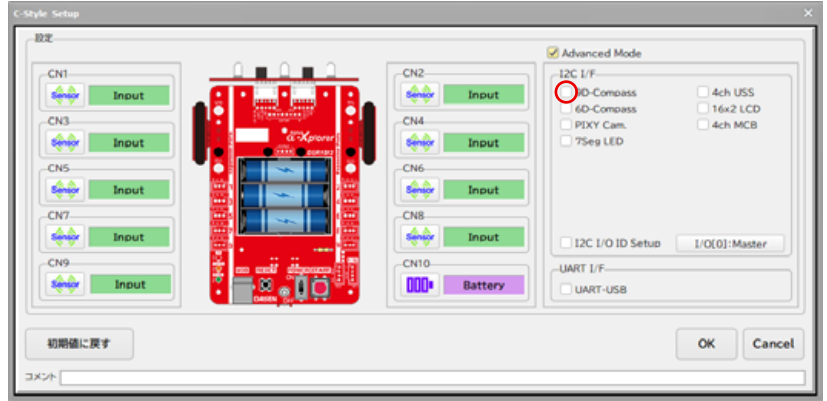 C-Style Setup
設定
Advanced Mode
CN1
Sensor Input
CN2
Sensor Input
CN3
Sensor Input
CN4
Sensor Input
CN5
Sensor Input
CN6
Sensor Input
CN7
Sensor Input
CN8
Sensor Input
CN9
Sensor Input
CN10
Battery
α-Xplorer
DAISEN
I2C I/F
9D-Compass
4ch USS
6D-Compass
16x2 LCD
PIXY Cam.
4ch MCB
7Seg LED
I2C I/O ID Setup
I/O[0]:Master
UART I/F
UART-USB
初期値に戻す
OK
Cancel
コメント